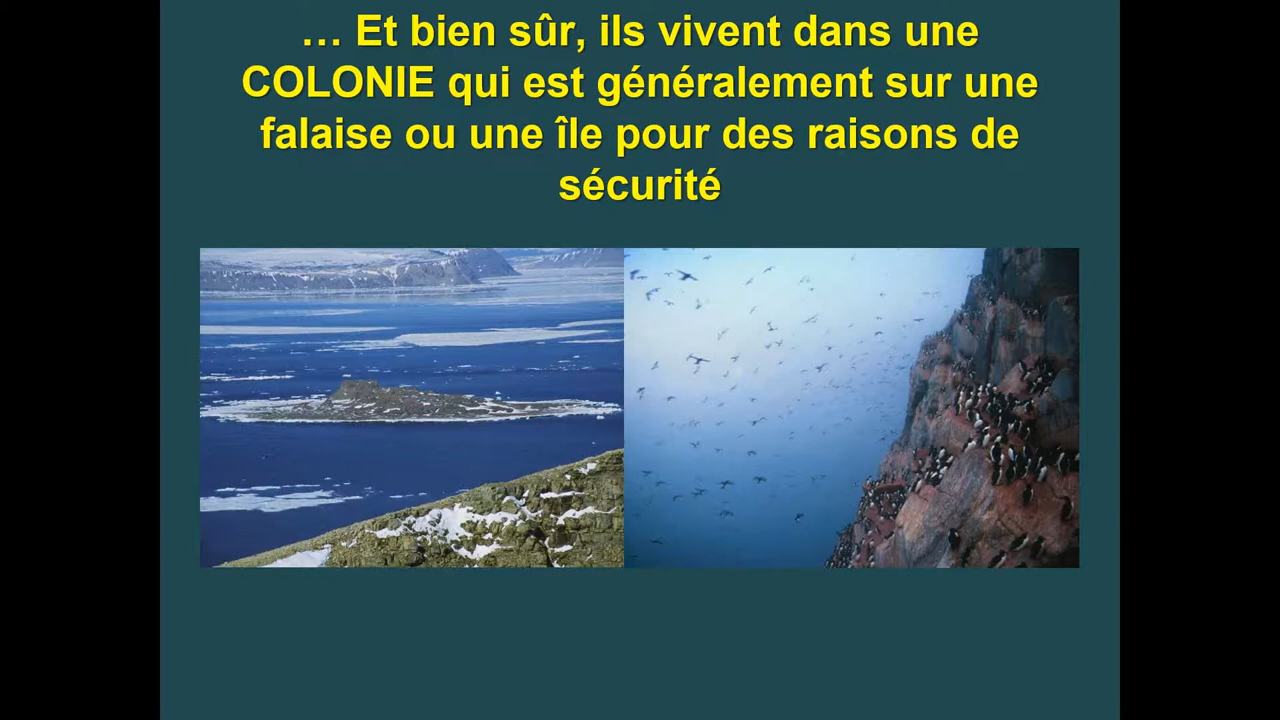 … Et bien sûr, ils vivent dans une
COLONIE qui est généralement sur une
falaise ou une île pour des raisons de
sécurité